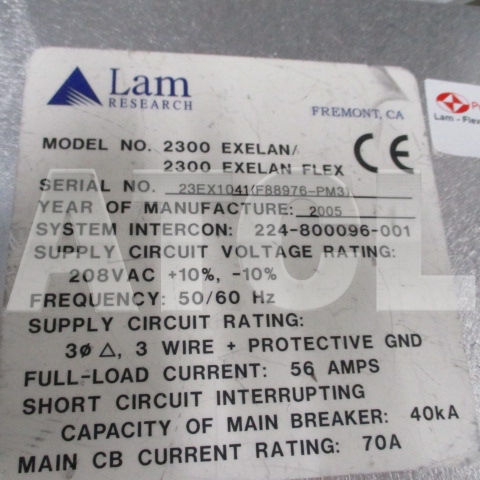 Lam
RESEARCH
FREMONT, CA
Lam - Flex
MODEL NO. 2300 EXELAN/
2300 EXELAN FLEX
CE
SERIAL NO. 23EX1041(F88976-PM3)
YEAR OF MANUFACTURE: 2005
SYSTEM INTERCON: 224-800096-001
SUPPLY CIRCUIT VOLTAGE RATING:
208VAC +10%, -10%
FREQUENCY: 50/60 Hz
SUPPLY CIRCUIT RATING:
3ø △, 3 WIRE + PROTECTIVE GND
FULL-LOAD CURRENT: 56 AMPS
SHORT CIRCUIT INTERRUPTING
CAPACITY OF MAIN BREAKER: 40kA
MAIN CB CURRENT RATING: 70A
ATOL